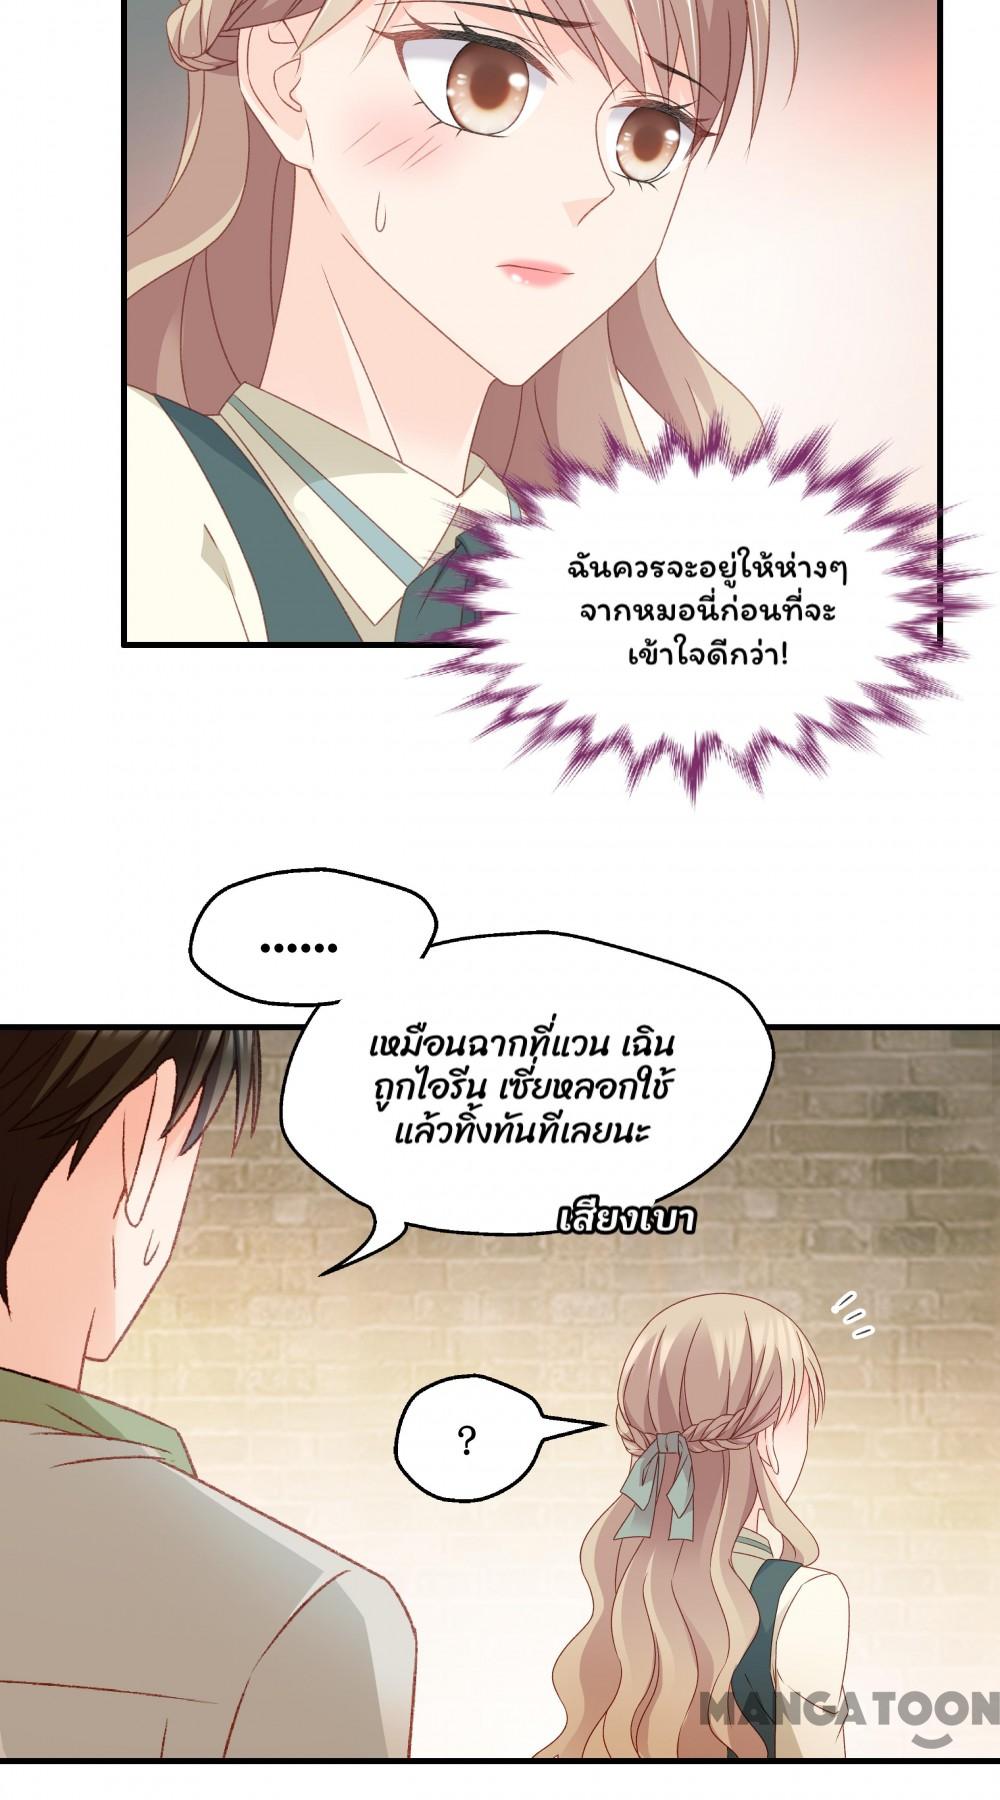 ฉันควรจะอยู่ให้ห่างๆ
จากหมอนี่ก่อนที่จะ
เข้าใจดีกว่า!
......
เหมือนฉากที่แวน เฉิน
ถูกไอรีน เซี่ยหลอกใช้
แล้วทิ้งทันทีเลยนะ
เสียงเบา
?
MANGATOON